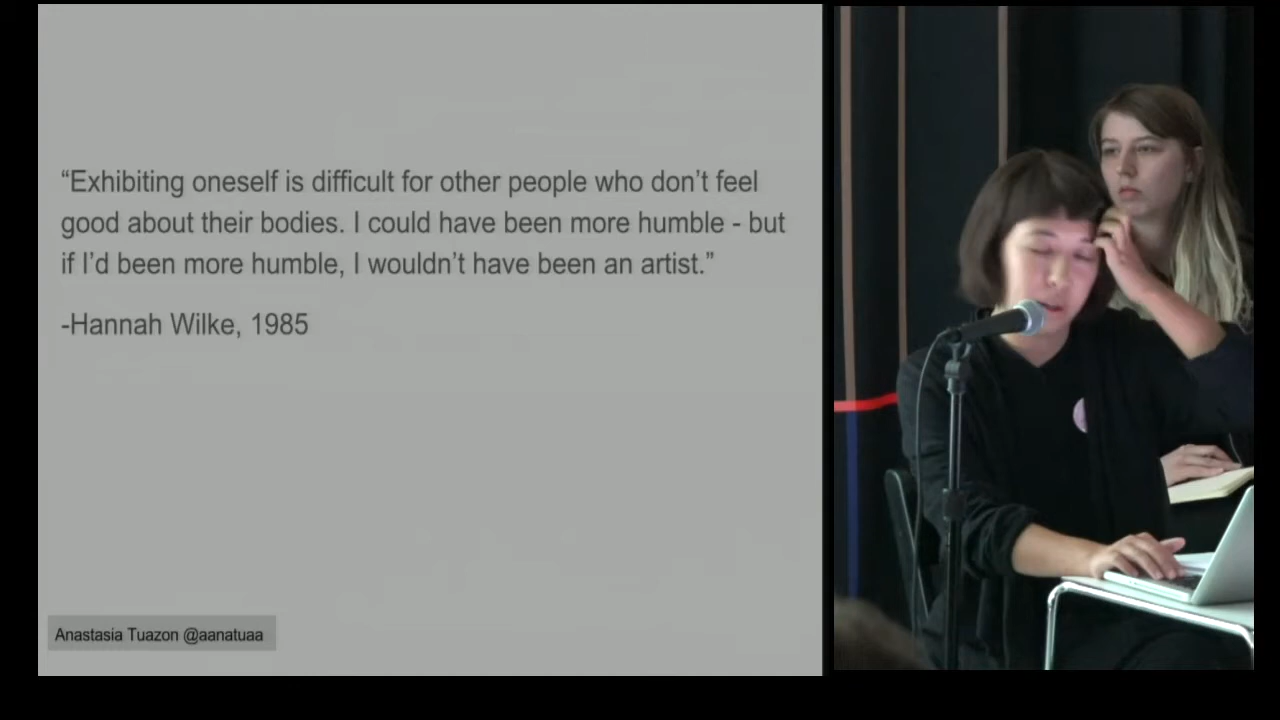 “Exhibiting oneself is difficult for other people who don’t feel
good about their bodies. I could have been more humble - but
if I’d been more humble, I wouldn’t have been an artist.”
-Hannah Wilke, 1985
Anastasia Tuazon @aanatuaa